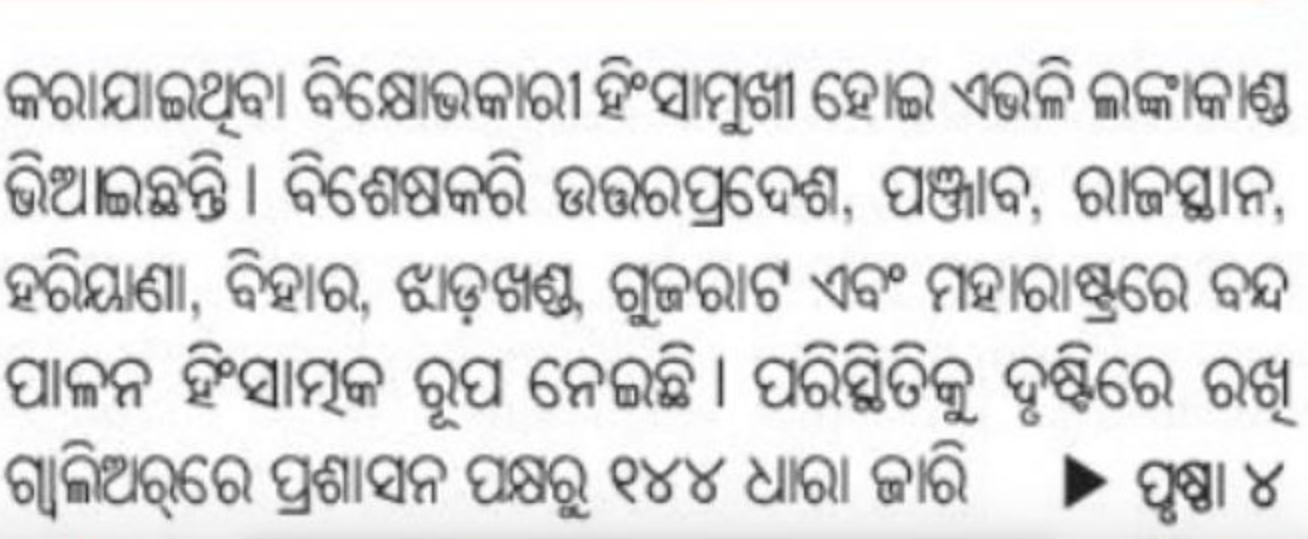 କରାଯାଇଥିବା ବିକ୍ଷୋଭକାରୀ ହିଂସାମୁଖୀ ହୋଇ ଏଭଳି ଲଙ୍କାକାଣ୍ଡ
ଭିଆଇଛନ୍ତି। ବିଶେଷକରି ଉତ୍ତରପ୍ରଦେଶ, ପଞ୍ଜାବ, ରାଜସ୍ଥାନ,
ହରିୟାଣା, ବିହାର, ଝାଡ଼ଖଣ୍ଡ, ଗୁଜରାଟ ଏବଂ ମହାରାଷ୍ଟ୍ରରେ ବନ୍ଦ
ପାଳନ ହିଂସାତ୍ମକ ରୂପ ନେଇଛି। ପରିସ୍ଥିତିକୁ ଦୃଷ୍ଟିରେ ରଖି
ଗ୍ୱାଲିଅର୍‌ରେ ପ୍ରଶାସନ ପକ୍ଷରୁ ୧୪୪ ଧାରା ଜାରି ▶ ପୃଷ୍ଠା ୪